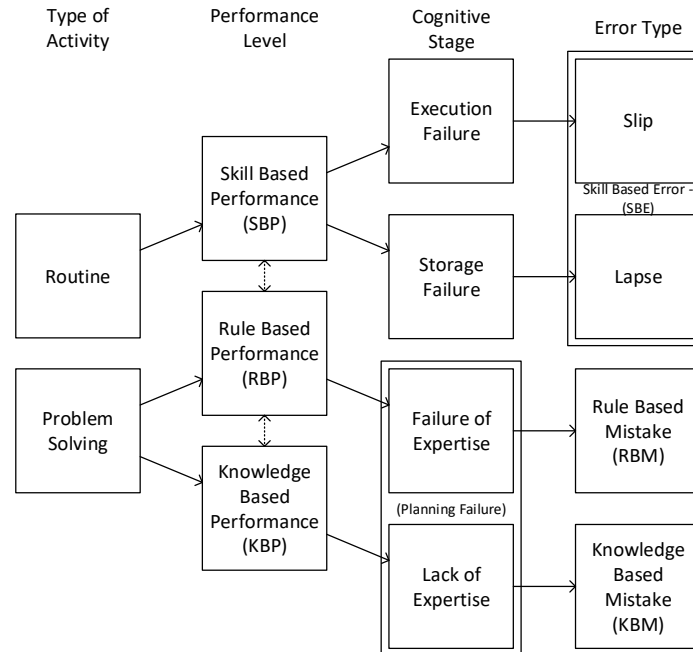 Type of
Activity
Performance
Level
Cognitive
Stage
Error Type
Execution
Failure
Slip
Skill Based
Performance
(SBP)
Skill Based Error -
(SBE)
Routine
Storage
Failure
Lapse
Rule Based
Performance
(RBP)
Problem
Solving
Failure of
Expertise
Rule Based
Mistake
(RBM)
Knowledge
Based
Performance
(KBP)
(Planning Failure)
Lack of
Expertise
Knowledge
Based
Mistake
(KBM)